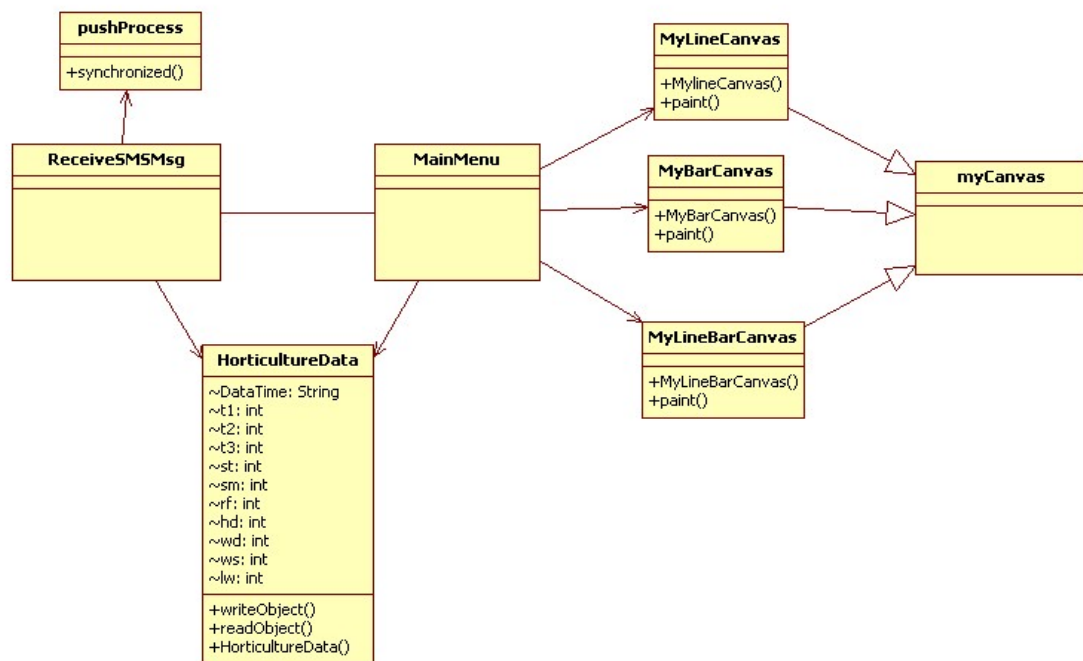 pushProcess
+synchronized()
ReceiveSMSMsg
MainMenu
MyLineCanvas
+MylineCanvas()
+paint()
MyBarCanvas
+MyBarCanvas()
+paint()
MyLineBarCanvas
+MyLineBarCanvas()
+paint()
myCanvas
HorticultureData
~DataTime: String
~t1: int
~t2: int
~t3: int
~st: int
~sm: int
~rf: int
~hd: int
~wd: int
~ws: int
~lw: int
+writeObject()
+readObject()
+HorticultureData()